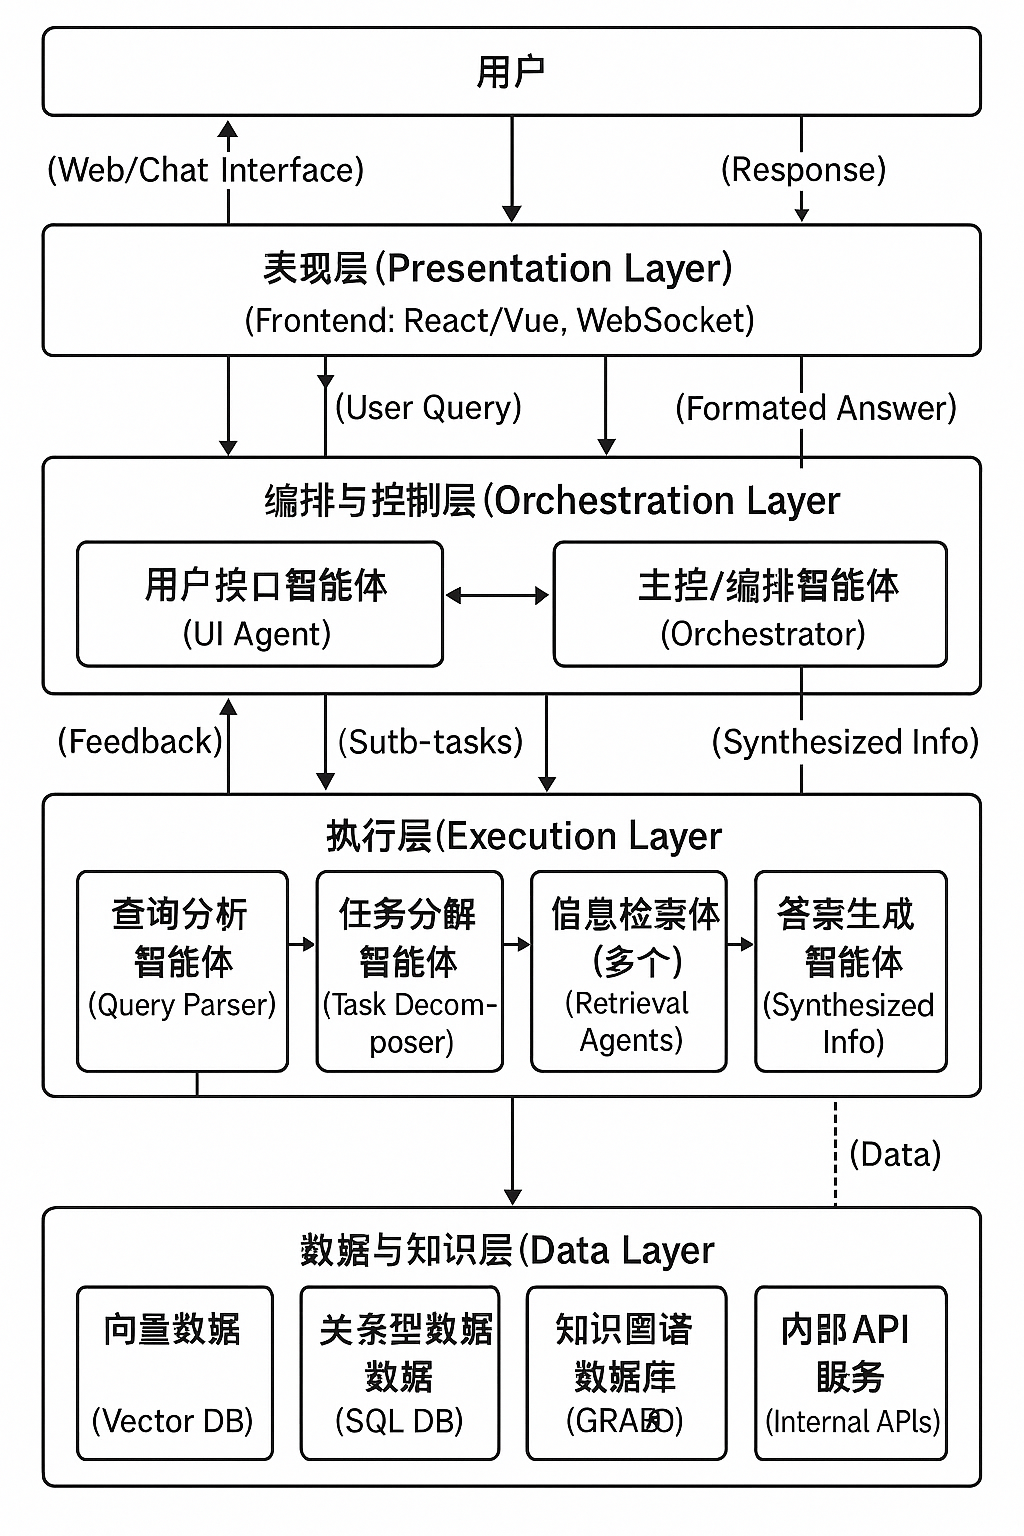 用户
(Web/Chat Interface)
(Response)
表现层(Presentation Layer)
(Frontend: React/Vue, WebSocket)
(User Query)
(Formated Answer)
编排与控制层(Orchestration Layer
用户接口智能体
(UI Agent)
主控/编排智能体
(Orchestrator)
(Feedback)
(Sutb-tasks)
(Synthesized Info)
执行层(Execution Layer
查询分析
智能体
(Query Parser)
任务分解
智能体
(Task Decom-
poser)
信息检索体
(多个)
(Retrieval
Agents)
答案生成
智能体
(Synthesized
Info)
(Data)
数据与知识层(Data Layer
向量数据
(Vector DB)
关系型数据
数据
(SQL DB)
知识图谱
数据库
内部API
服务
(Internal APIs)